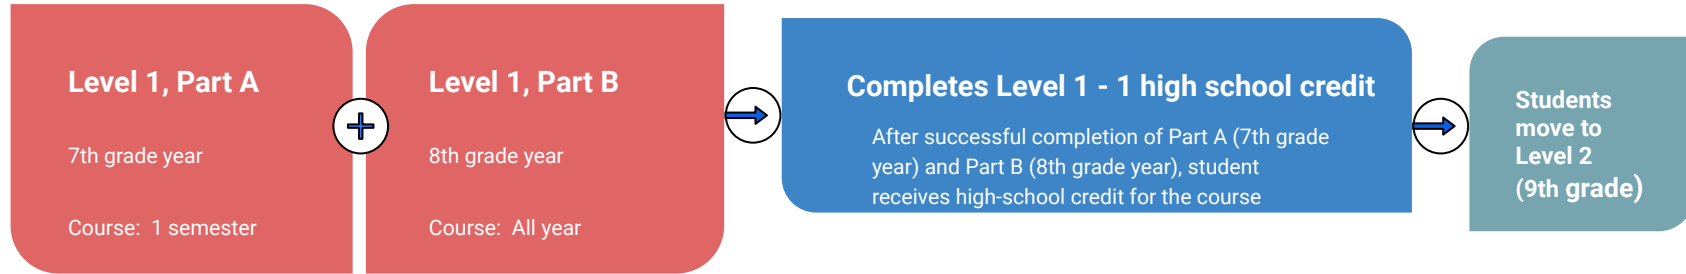 Level 1, Part A
7th grade year
Course: 1 semester
Level 1, Part B
8th grade year
Course: All year
Completes Level 1 - 1 high school credit
After successful completion of Part A (7th grade
year) and Part B (8th grade year), student
receives high-school credit for the course
Students
move to
Level 2
(9th grade)